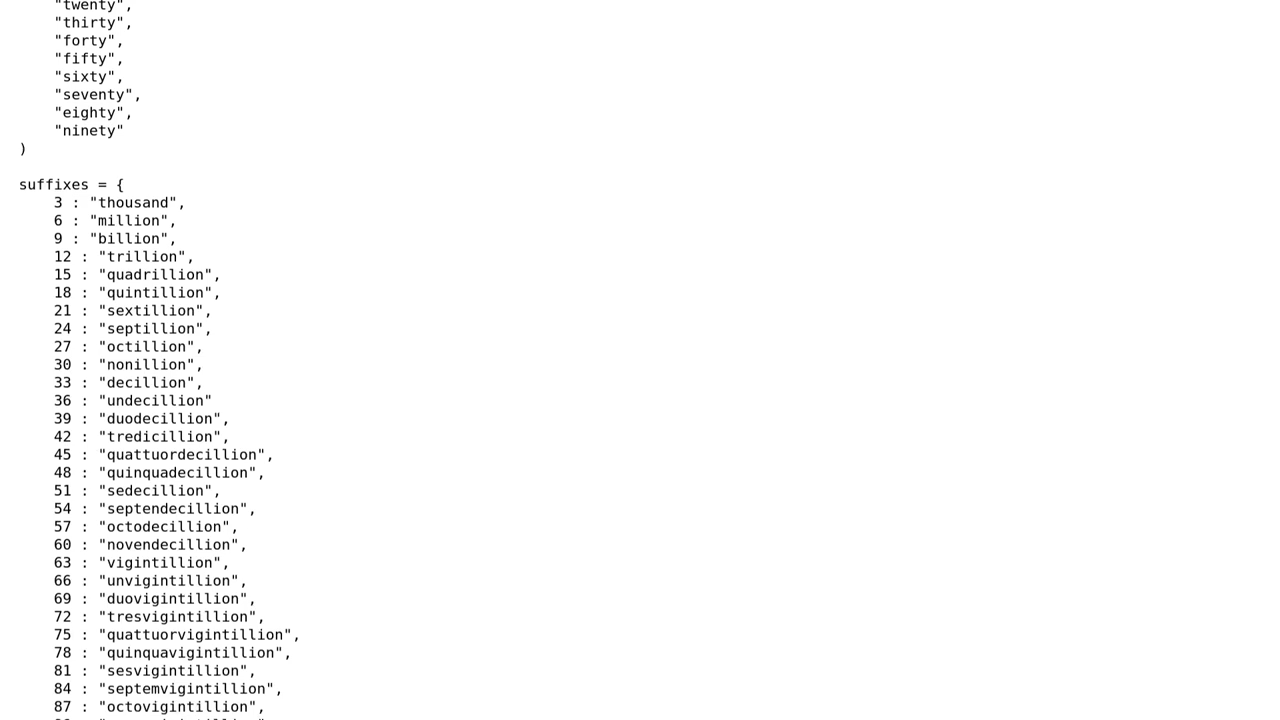 "twenty",
"thirty",
"forty",
"fifty",
"sixty",
"seventy",
"eighty",
"ninety"
)
suffixes = {
3 : "thousand",
6 : "million",
9 : "billion",
12 : "trillion",
15 : "quadrillion",
18 : "quintillion",
21 : "sextillion",
24 : "septillion",
27 : "octillion",
30 : "nonillion",
33 : "decillion",
36 : "undecillion"
39 : "duodecillion",
42 : "tredicillion",
45 : "quattuordecillion",
48 : "quinquadecillion",
51 : "sedecillion",
54 : "septendecillion",
57 : "octodecillion",
60 : "novendecillion",
63 : "vigintillion",
66 : "unvigintillion",
69 : "duovigintillion",
72 : "tresvigintillion",
75 : "quattuorvigintillion",
78 : "quinquavigintillion",
81 : "sesvigintillion",
84 : "septemvigintillion",
87 : "octovigintillion",